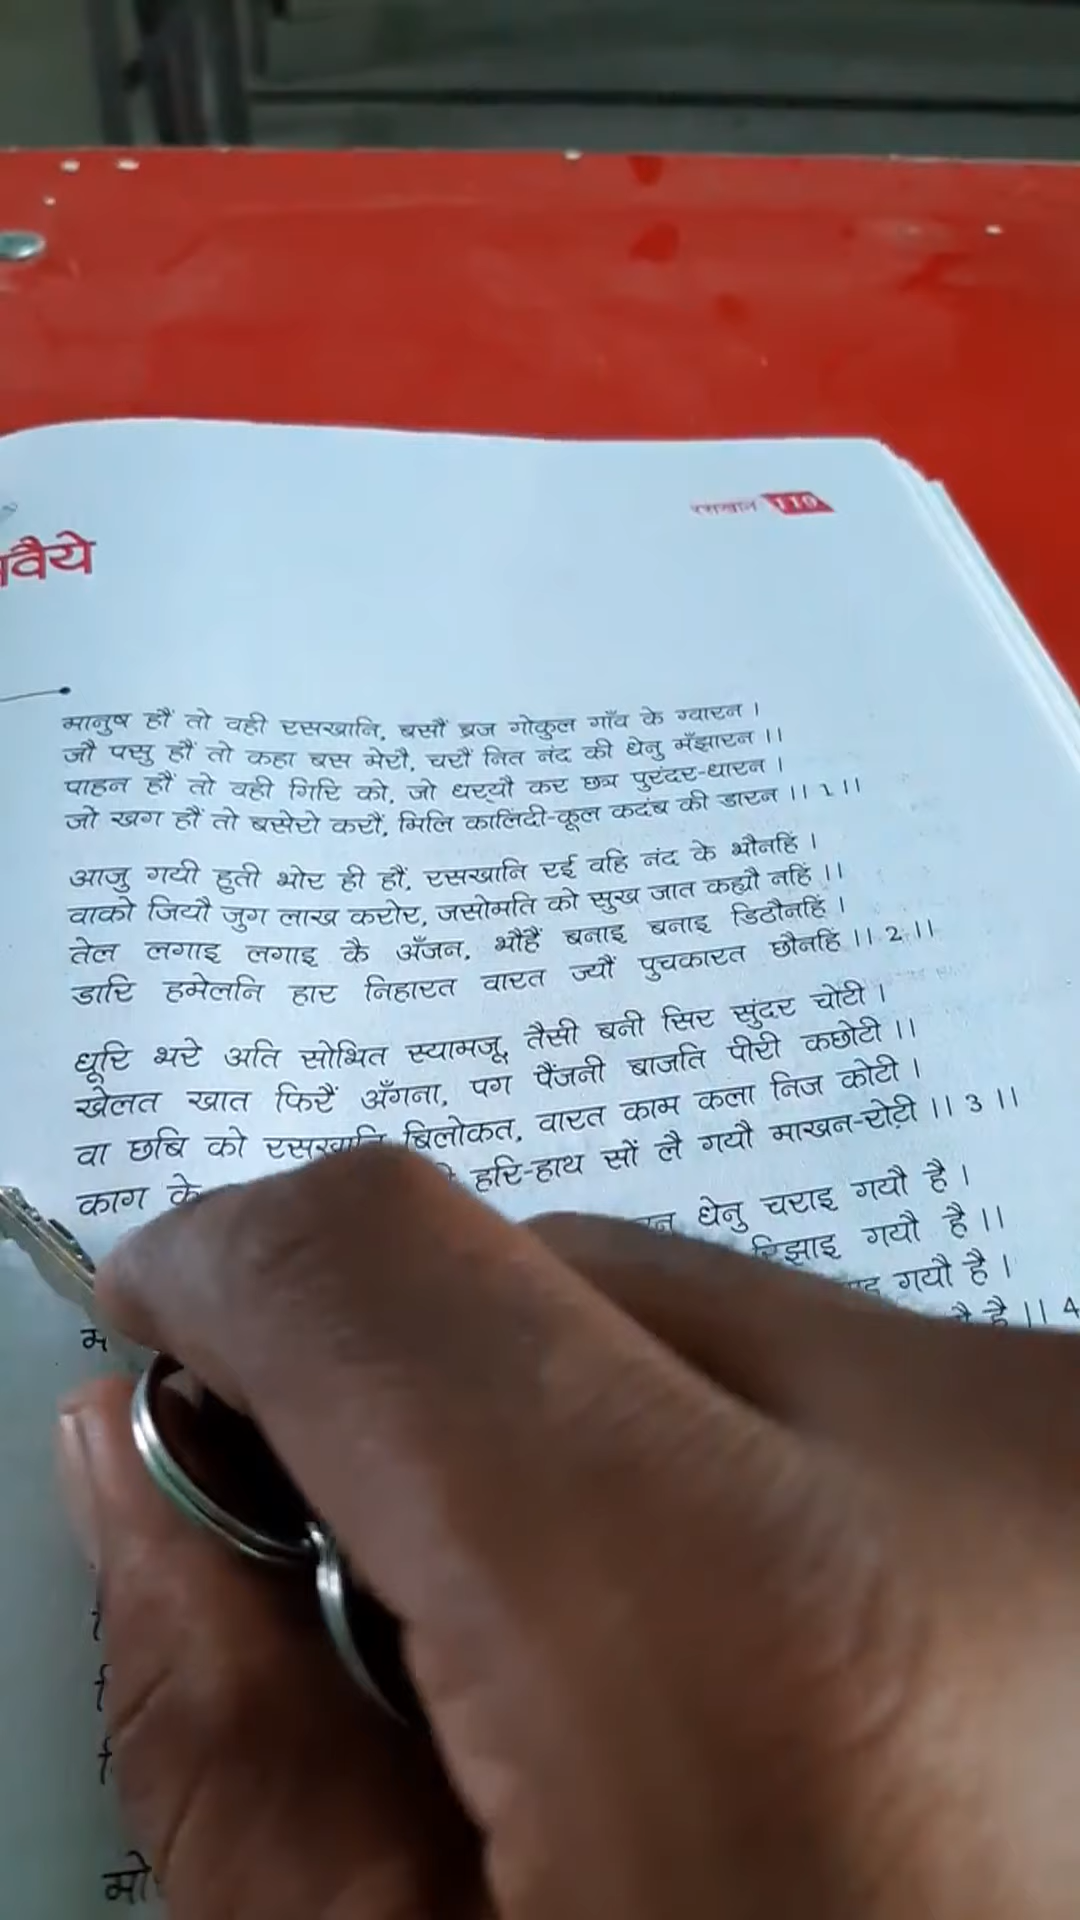 रसखान 119
मानुष हौं तो वही रसखानि, बसौं ब्रज गोकुल गाँव के ग्वारन ।
जौ पसु हौं तो कहा बस मेरौ, चरौं नित नंद की धेनु मँझारन ।।
पाहन हौं तो वही गिरि को, जो धर्‌यौ कर छत्र पुरंदर-धारन ।
जो खग हौं तो बसेरो करौं, मिलि कालिंदी-कूल कदंब की डारन ।। 1 ।।
आजु गयी हुती भोर ही हौं, रसखानि रई वहि नंद के भौनहिं ।
वाको जियौ जुग लाख करोर, जसोमति को सुख जात कह्यौ नहिं ।।
तेल लगाइ लगाइ कै अँजन, भौहैं बनाइ बनाइ डिठौनहिं ।
डारि हमेलनि हार निहारत वारत ज्यौं पुचकारत छौनहिं ।। 2 ।।
धूरि भरे अति सोभित स्यामजू, तैसी बनी सिर सुंदर चोटी ।
खेलत खात फिरैं अँगना, पग पैंजनी बाजति पीरी कछोटी ।।
वा छबि को रसखानि बिलोकत, वारत काम कला निज कोटी ।
काग के हरि-हाथ सों लै गयौ माखन-रोटी ।। 3 ।।
धेनु चराइ गयौ है ।
रिझाइ गयौ है ।।
गयौ है ।
है ।। 4